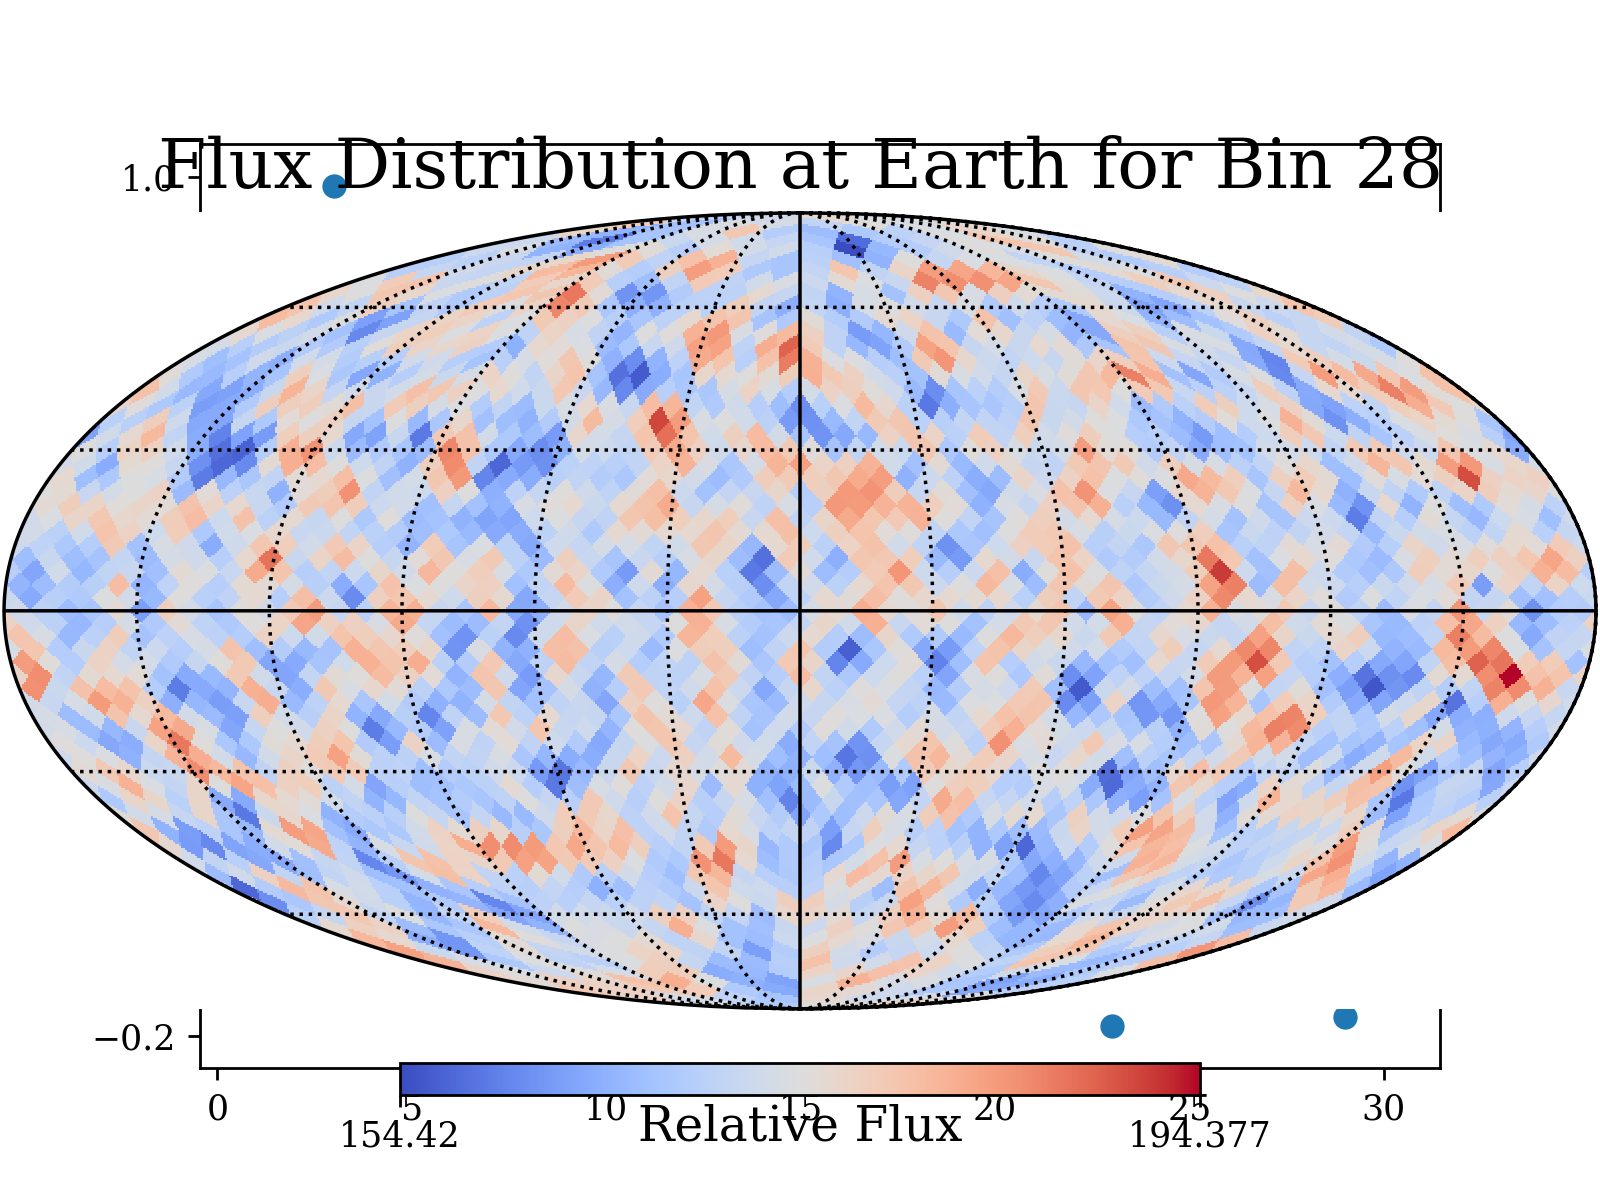 Flux Distribution at Earth for Bin 28
1.0
−0.2
0 5 10 15 20 25 30
154.42 Relative Flux 194.377